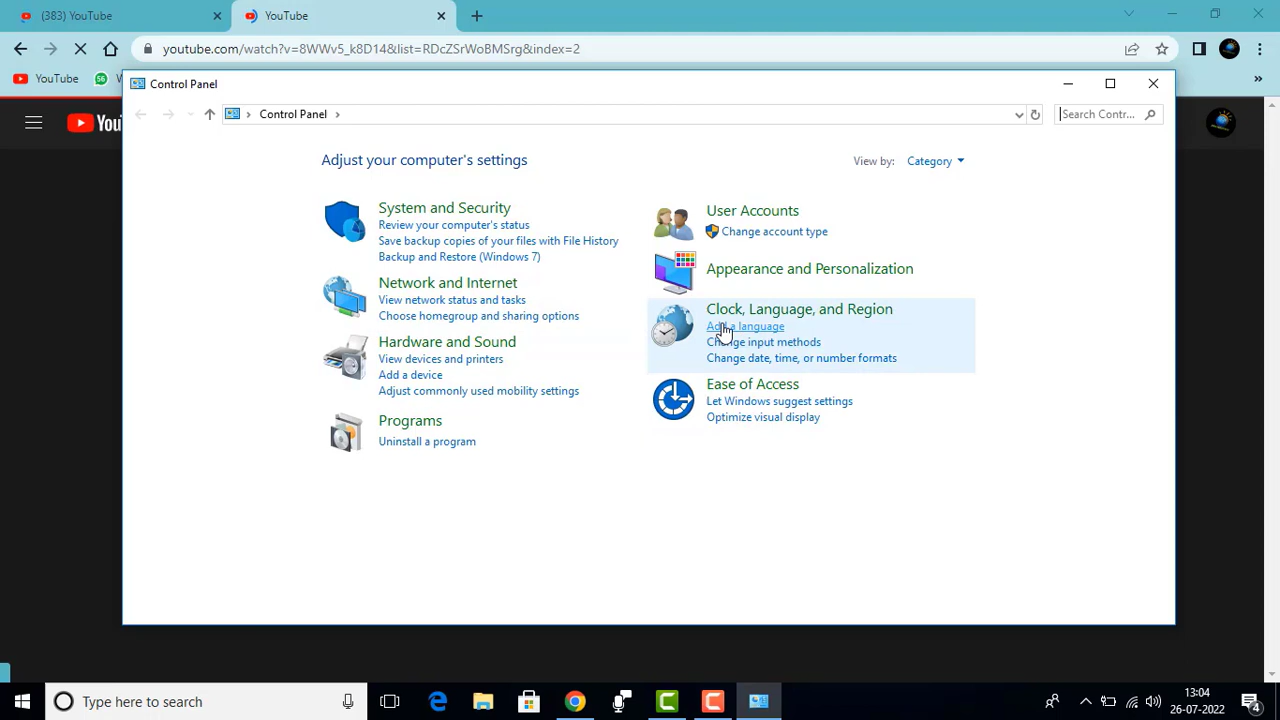 (383) YouTube
YouTube
youtube.com/watch?v=8WWv5_k8D14&list=RDcZSrWoBMSrg&index=2
YouTube
56
Control Panel
Control Panel
Search Contr...
Adjust your computer's settings
View by:
Category
System and Security
Review your computer's status
Save backup copies of your files with File History
Backup and Restore (Windows 7)
Network and Internet
View network status and tasks
Choose homegroup and sharing options
Hardware and Sound
View devices and printers
Add a device
Adjust commonly used mobility settings
Programs
Uninstall a program
User Accounts
Change account type
Appearance and Personalization
Clock, Language, and Region
Add a language
Change input methods
Change date, time, or number formats
Ease of Access
Let Windows suggest settings
Optimize visual display
Type here to search
13:04
26-07-2022
4